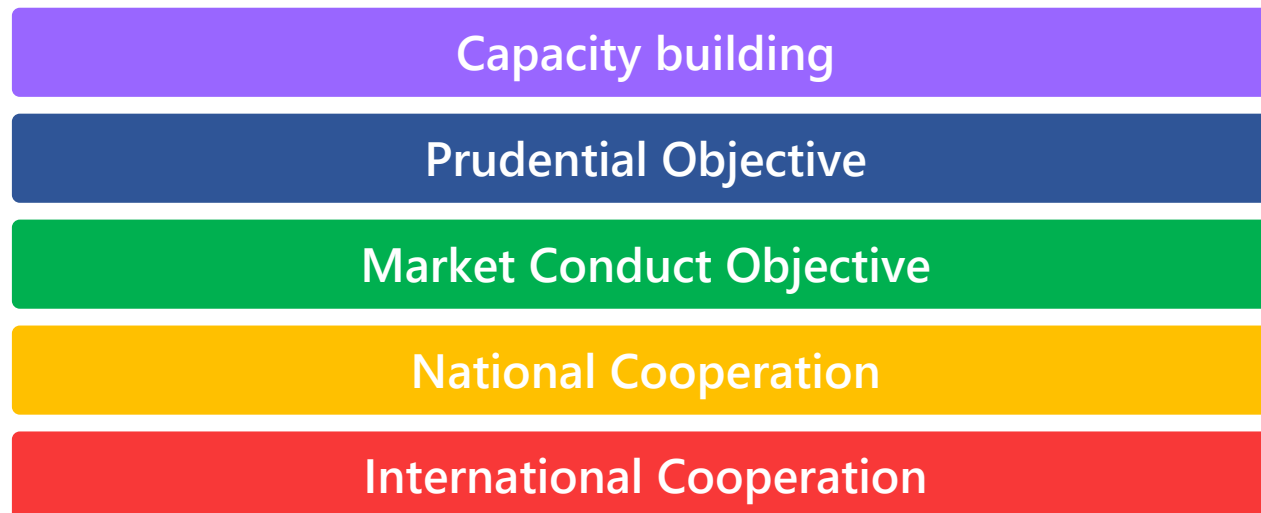 Capacity building
Prudential Objective
Market Conduct Objective
National Cooperation
International Cooperation